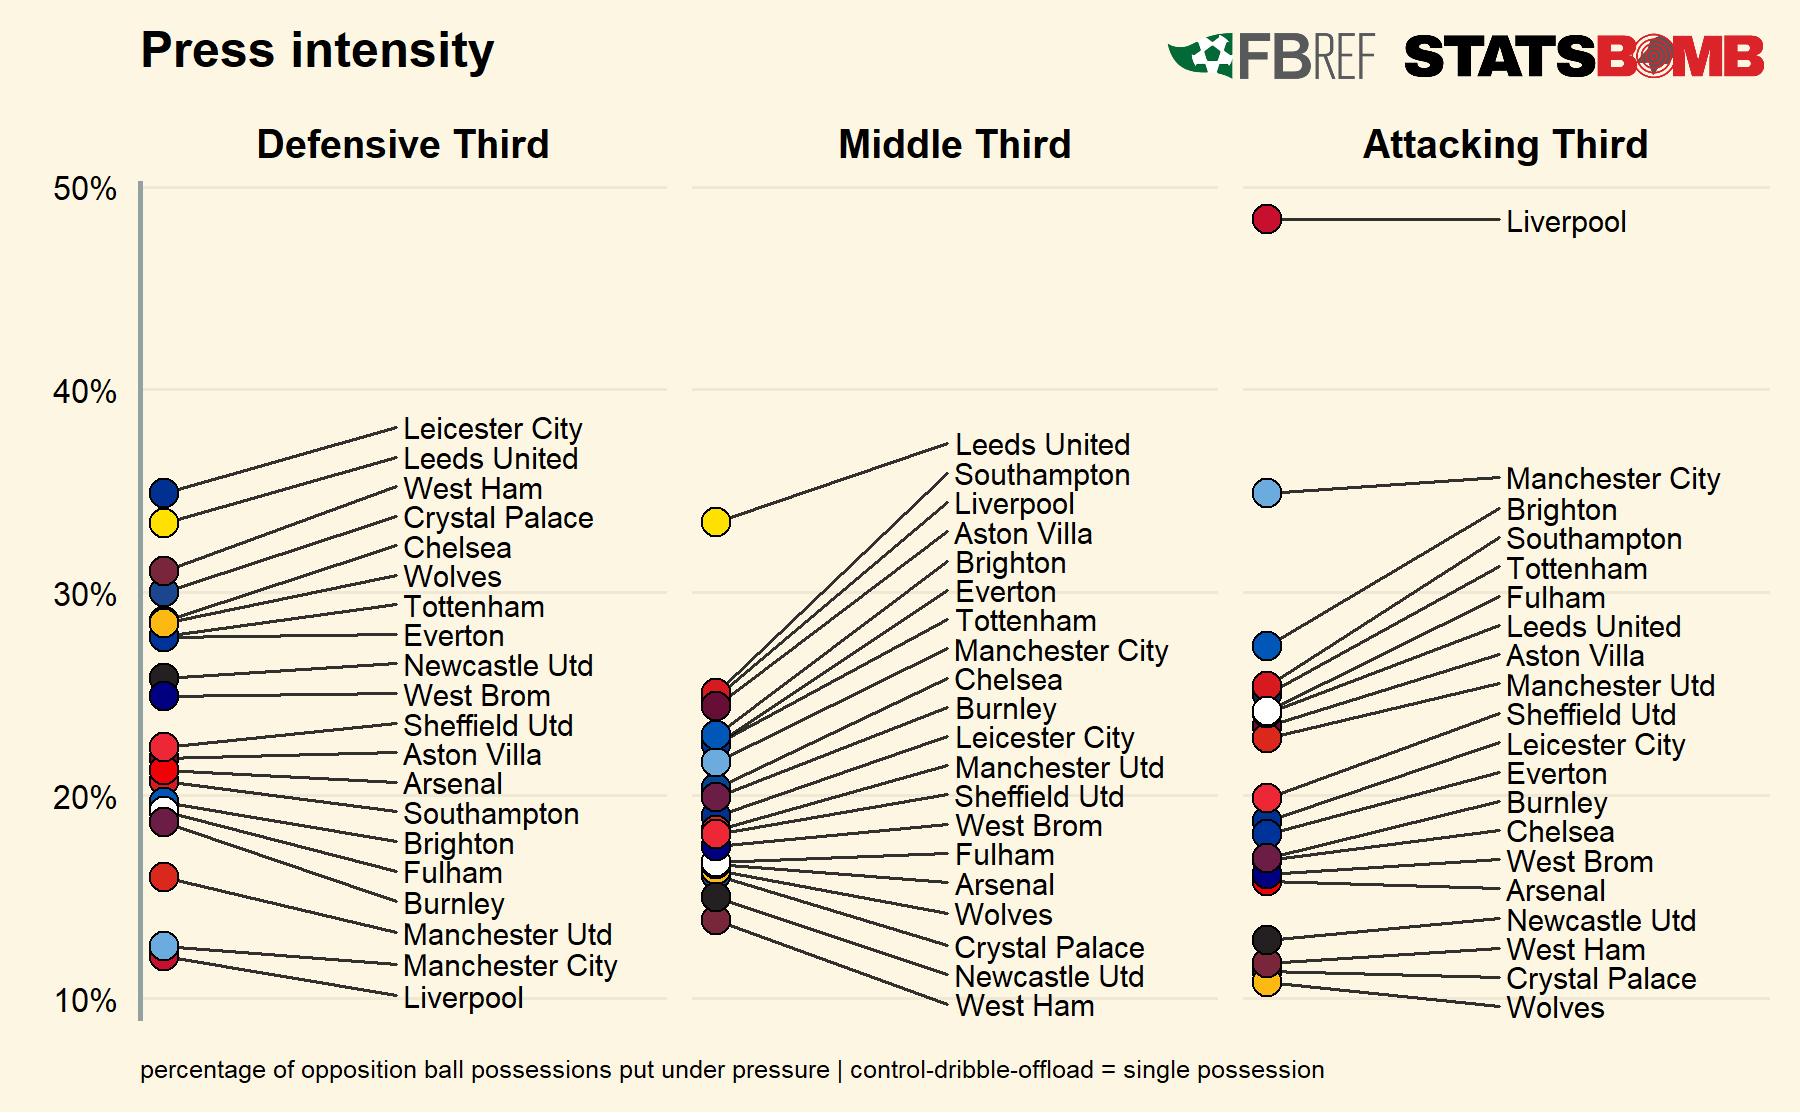 Press intensity
FBREF
STATSBOMB
Defensive Third
Middle Third
Attacking Third
50%
40%
30%
20%
10%
Leicester City
Leeds United
West Ham
Crystal Palace
Chelsea
Wolves
Tottenham
Everton
Newcastle Utd
West Brom
Sheffield Utd
Aston Villa
Arsenal
Southampton
Brighton
Fulham
Burnley
Manchester Utd
Manchester City
Liverpool
Leeds United
Southampton
Liverpool
Aston Villa
Brighton
Everton
Tottenham
Manchester City
Chelsea
Burnley
Leicester City
Manchester Utd
Sheffield Utd
West Brom
Fulham
Arsenal
Wolves
Crystal Palace
Newcastle Utd
West Ham
Liverpool
Manchester City
Brighton
Southampton
Tottenham
Fulham
Leeds United
Aston Villa
Manchester Utd
Sheffield Utd
Leicester City
Everton
Burnley
Chelsea
West Brom
Arsenal
Newcastle Utd
West Ham
Crystal Palace
Wolves
percentage of opposition ball possessions put under pressure | control-dribble-offload = single possession